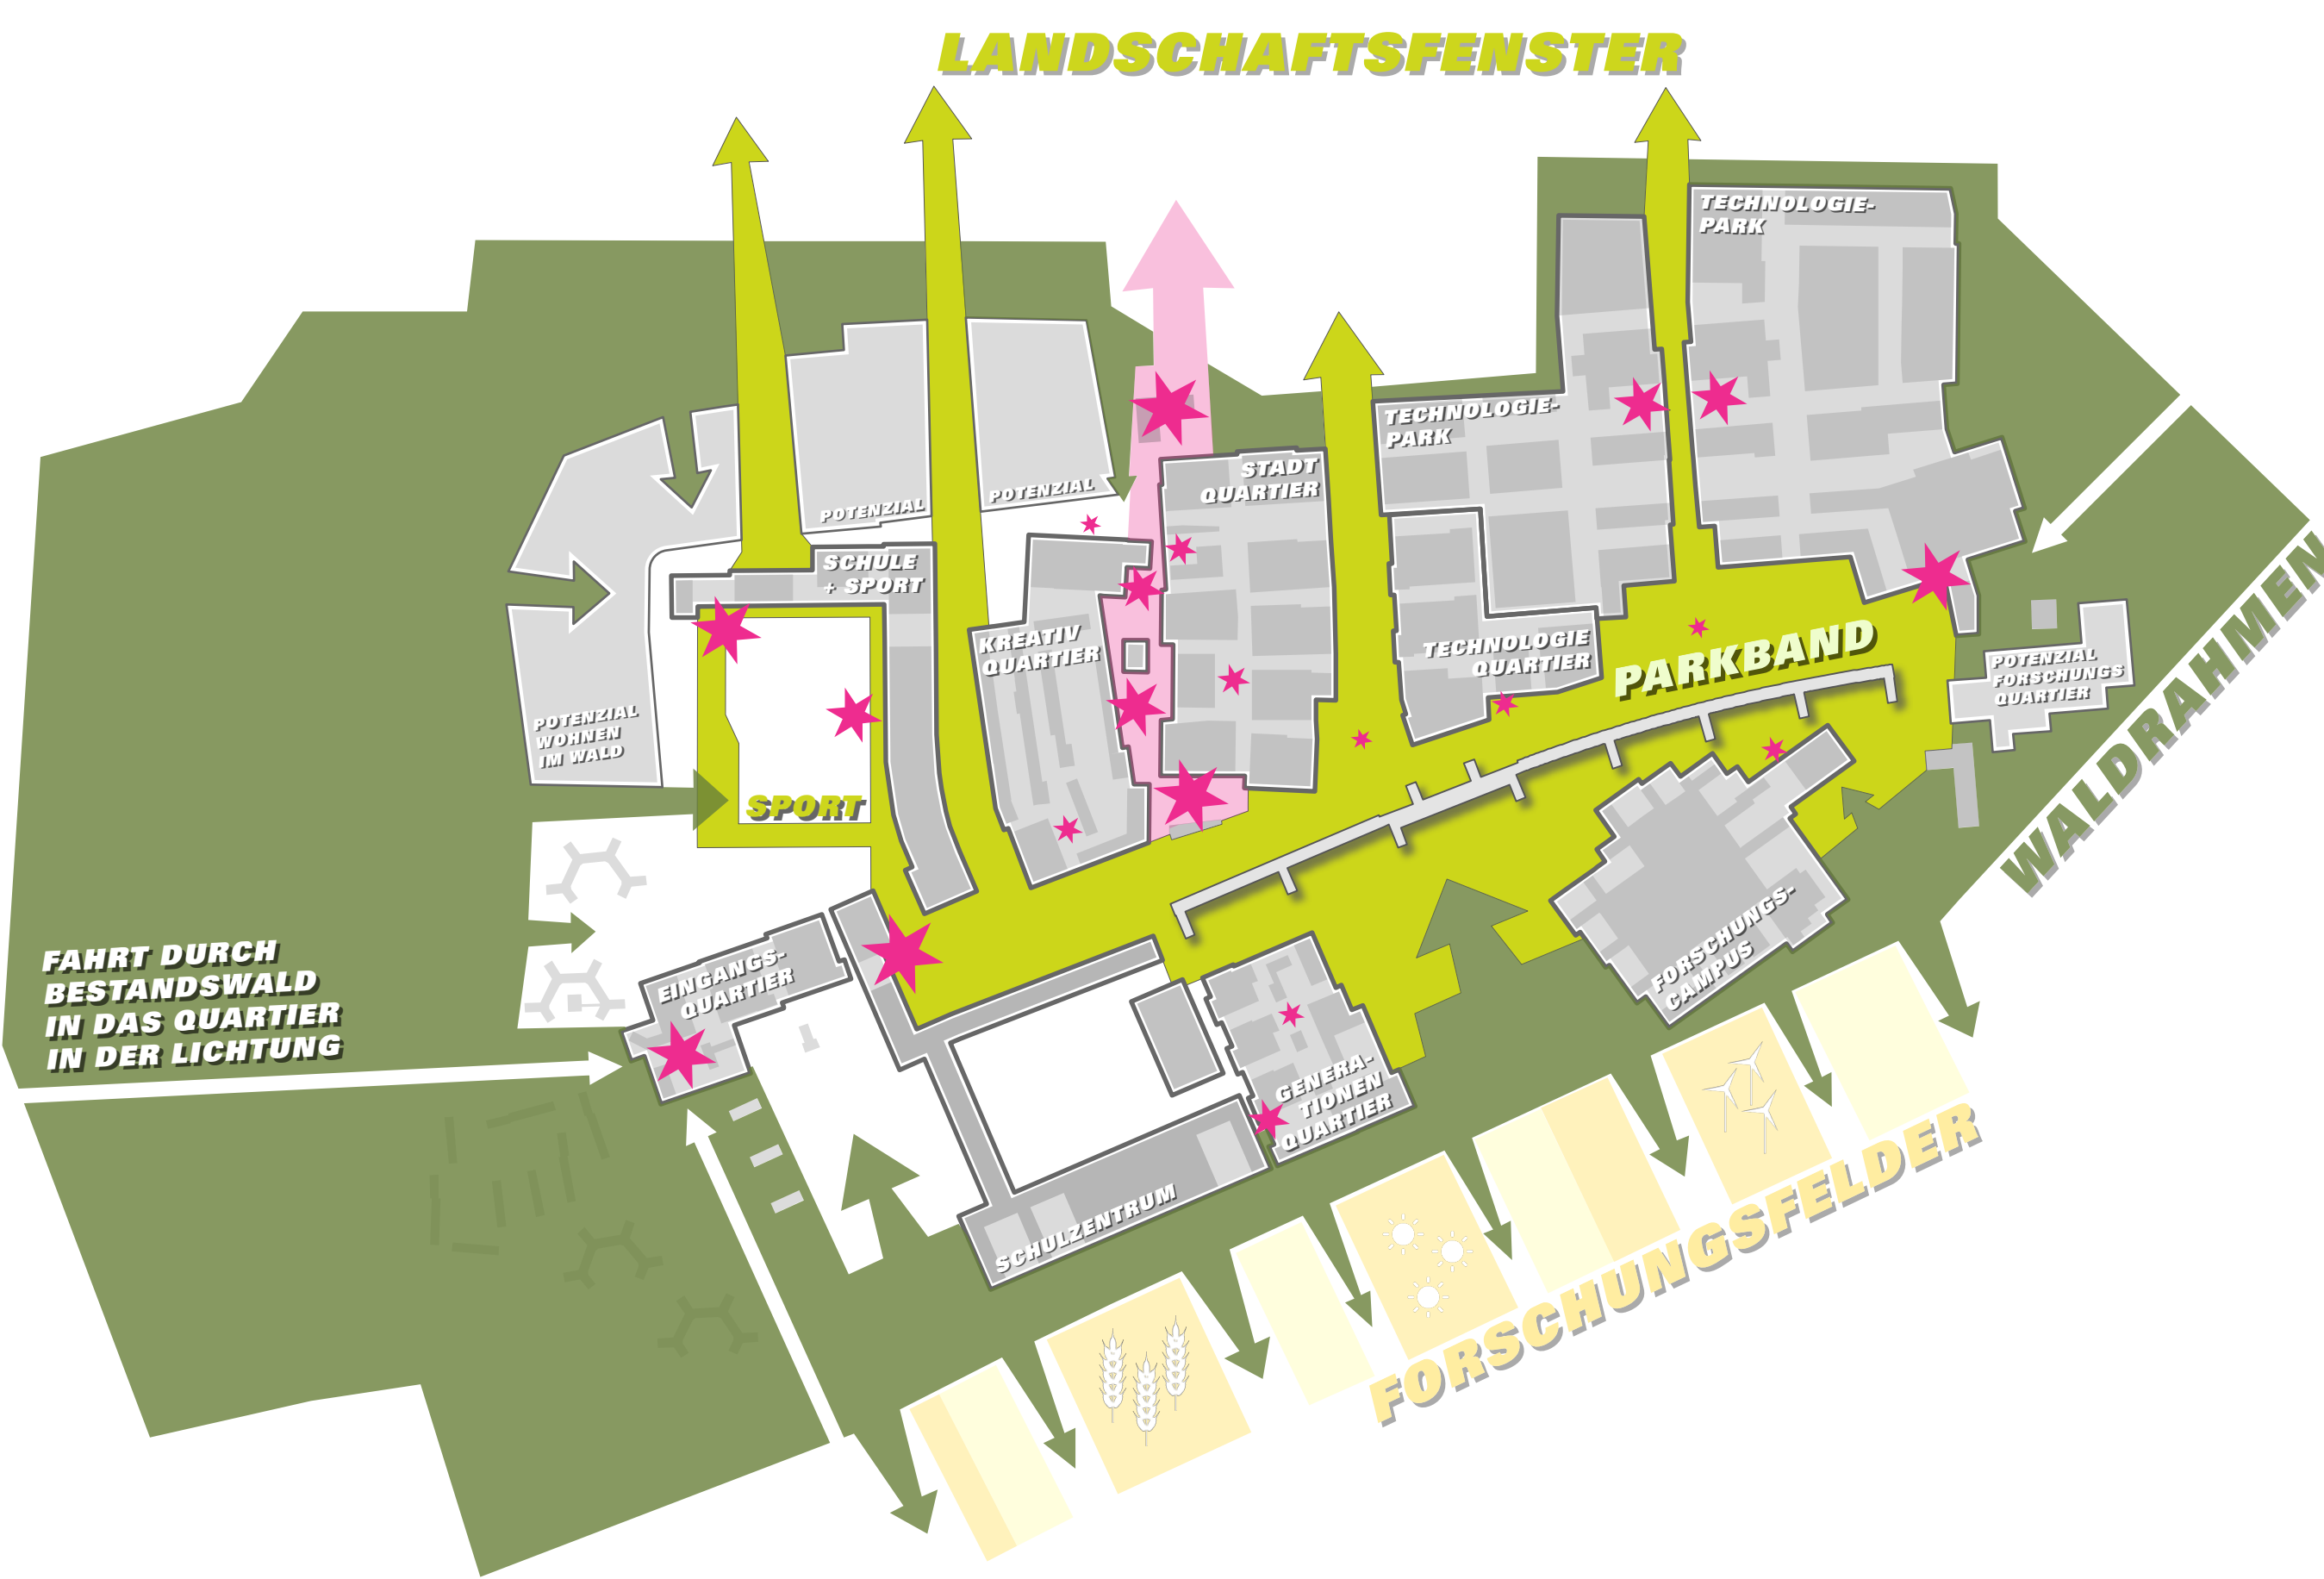 LANDSCHAFTSFENSTER
TECHNOLOGIE-
PARK
TECHNOLOGIE-
PARK
STADT
QUARTIER
POTENZIAL
POTENZIAL
SCHULE
+ SPORT
KREATIV
QUARTIER
TECHNOLOGIE
QUARTIER
PARKBAND
POTENZIAL
FORSCHUNGS
QUARTIER
WALDRAHMEN
POTENZIAL
WOHNEN
IM WALD
SPORT
FAHRT DURCH
BESTANDSWALD
IN DAS QUARTIER
IN DER LICHTUNG
EINGANGS-
QUARTIER
FORSCHUNGS-
CAMPUS
GENERA-
TIONEN
QUARTIER
SCHULZENTRUM
FORSCHUNGSFELDER